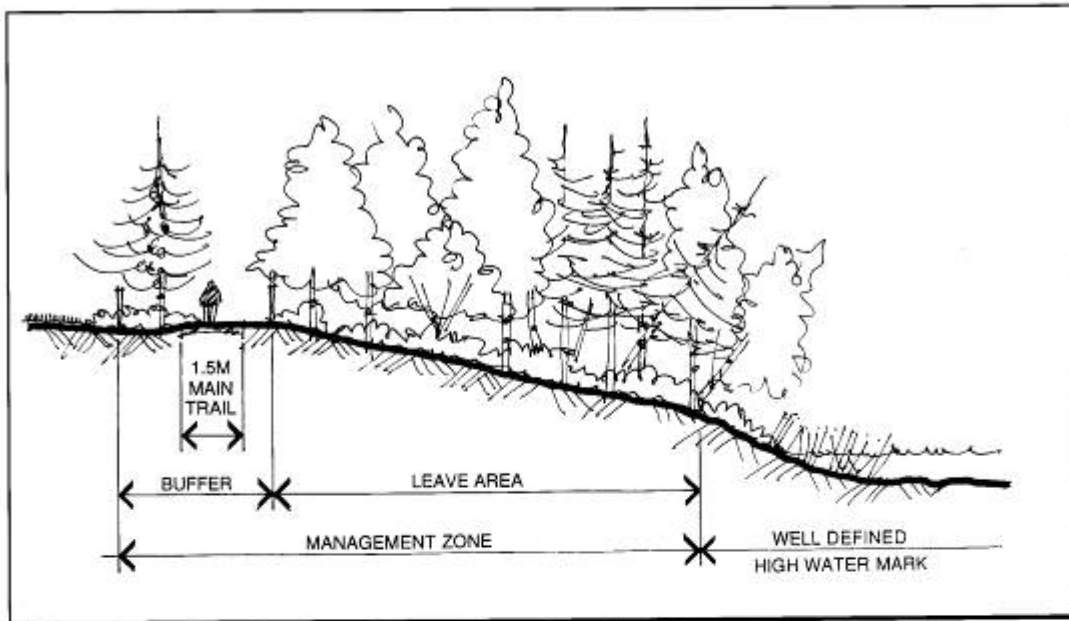 1.5M
MAIN
TRAIL
BUFFER
LEAVE AREA
MANAGEMENT ZONE
WELL DEFINED
HIGH WATER MARK